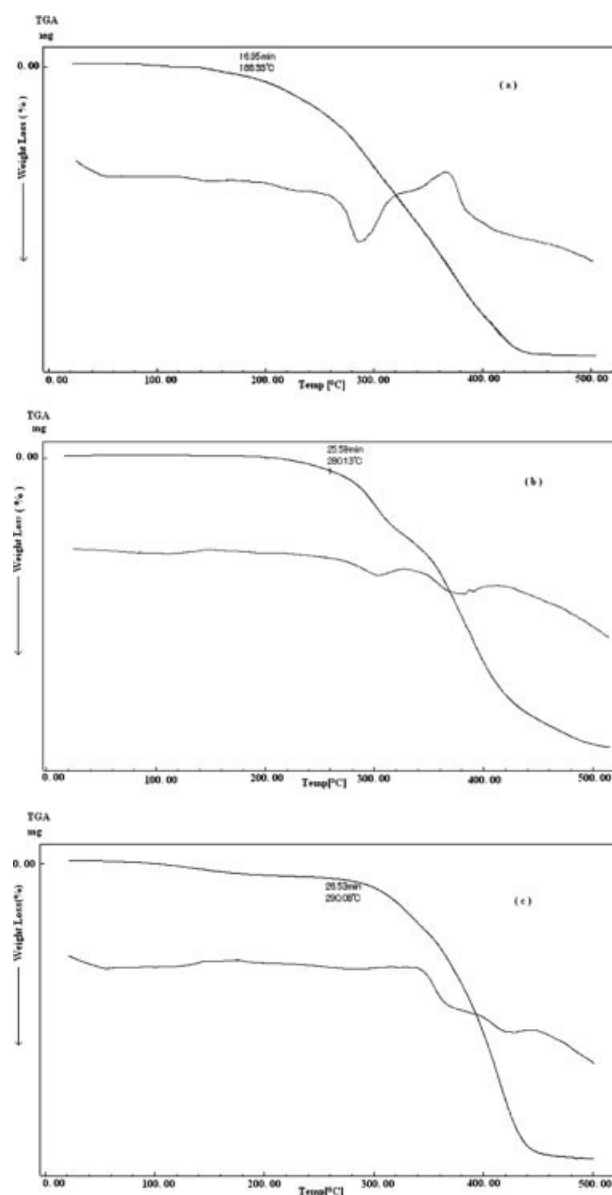 TGA
mg
0.00
16.95min
188.33°C
( a )
Weight Loss ( % )
0.00 100.00 200.00 300.00 400.00 500.00
Temp [°C]
TGA
mg
0.00
25.59min
280.13°C
( b )
Weight Loss ( % )
0.00 100.00 200.00 300.00 400.00 500.00
Temp[°C]
TGA
mg
0.00
26.53min
290.08°C
( c )
Weight Loss(%)
0.00 100.00 200.00 300.00 400.00 500.00
Temp[°C]